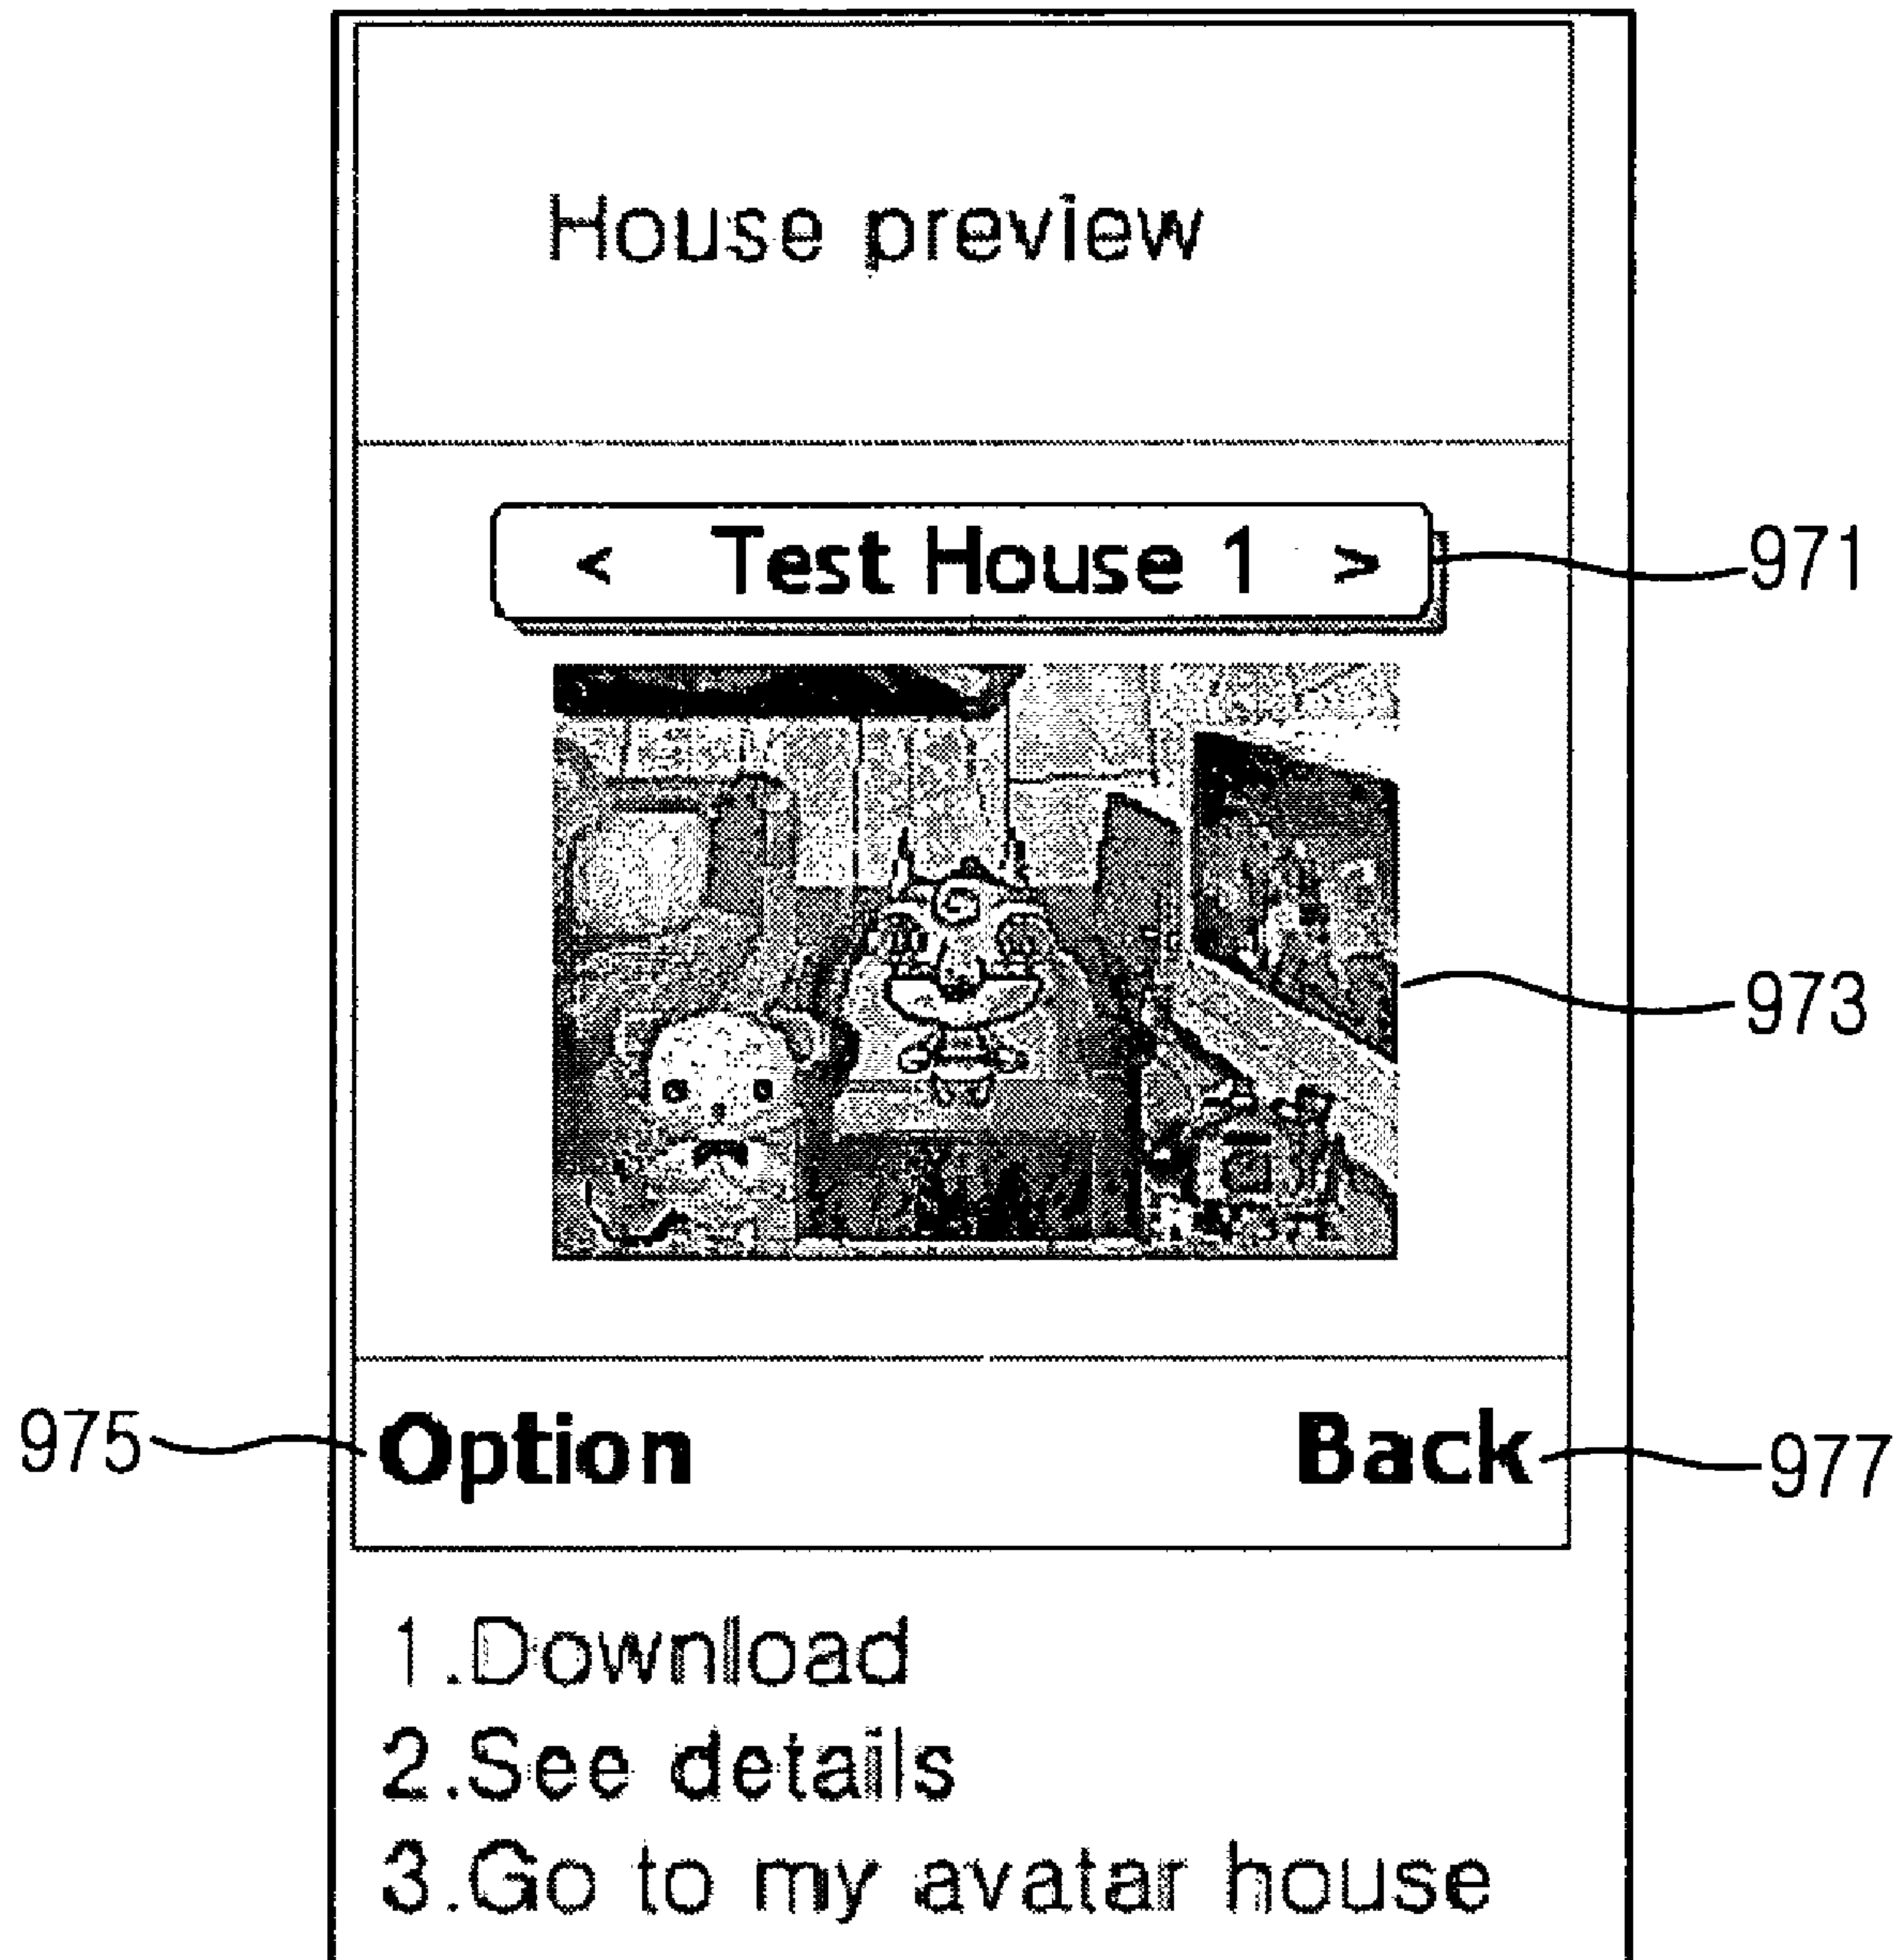 House preview
< Test House 1 >
971
973
975
Option
Back
977
1.Download
2.See details
3.Go to my avatar house